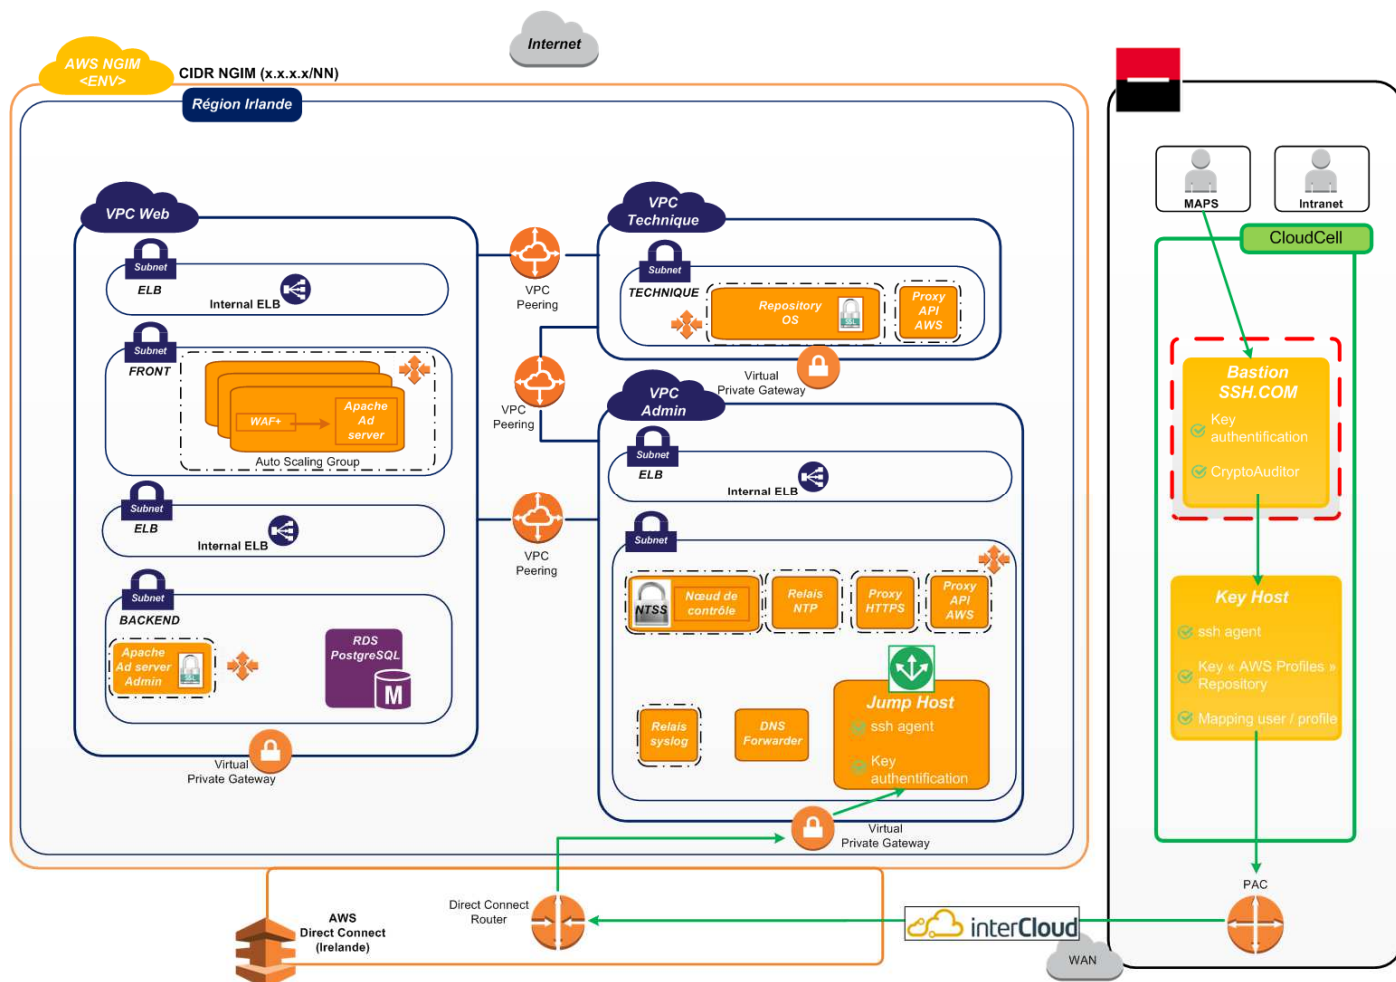 Internet
AWS NGIM
<ENV>
CIDR NGIM (x.x.x.x/NN)
Région Irlande
VPC Web
Subnet
ELB
Internal ELB
Subnet
FRONT
WAF+
Apache
Ad
server
Auto Scaling Group
Subnet
ELB
Internal ELB
Subnet
BACKEND
Apache
Ad server
Admin
RDS
PostgreSQL
M
Virtual
Private Gateway
VPC
Peering
VPC
Peering
VPC
Peering
VPC
Technique
Subnet
TECHNIQUE
Repository
OS
Proxy
API
AWS
Virtual
Private Gateway
VPC
Admin
Subnet
ELB
Internal ELB
Subnet
NTSS
Nœud de
contrôle
Relais
NTP
Proxy
HTTPS
Proxy
API
AWS
Relais
syslog
DNS
Forwarder
Jump Host
ssh agent
Key
authentification
Virtual
Private Gateway
MAPS
Intranet
CloudCell
Bastion
SSH.COM
Key
authentification
CryptoAuditor
Key Host
ssh agent
Key « AWS Profiles »
Repository
Mapping user / profile
PAC
AWS
Direct Connect
(Irelande)
Direct Connect
Router
interCloud
WAN